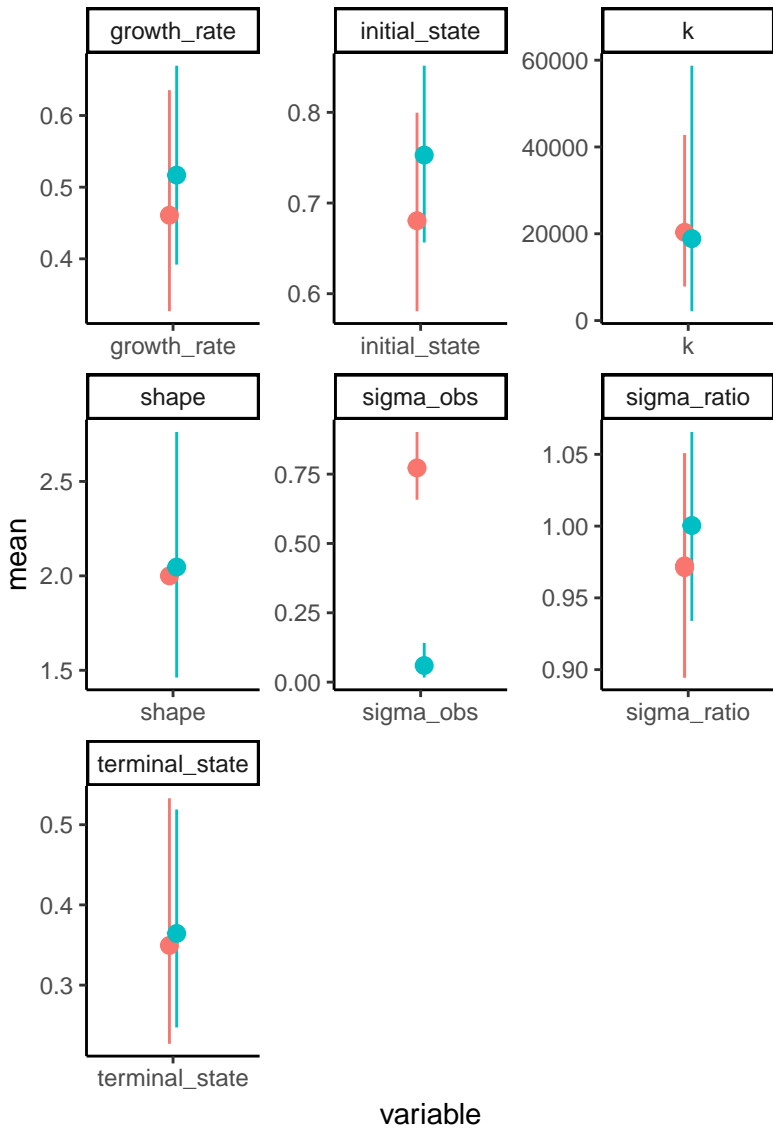 growth_rate
initial_state
k
0.6
0.5
0.4
growth_rate
0.8
0.7
0.6
initial_state
60000
40000
20000
0
k
shape
sigma_obs
sigma_ratio
2.5
2.0
1.5
shape
0.75
0.50
0.25
0.00
sigma_obs
1.05
1.00
0.95
0.90
sigma_ratio
mean
terminal_state
0.5
0.4
0.3
terminal_state
variable